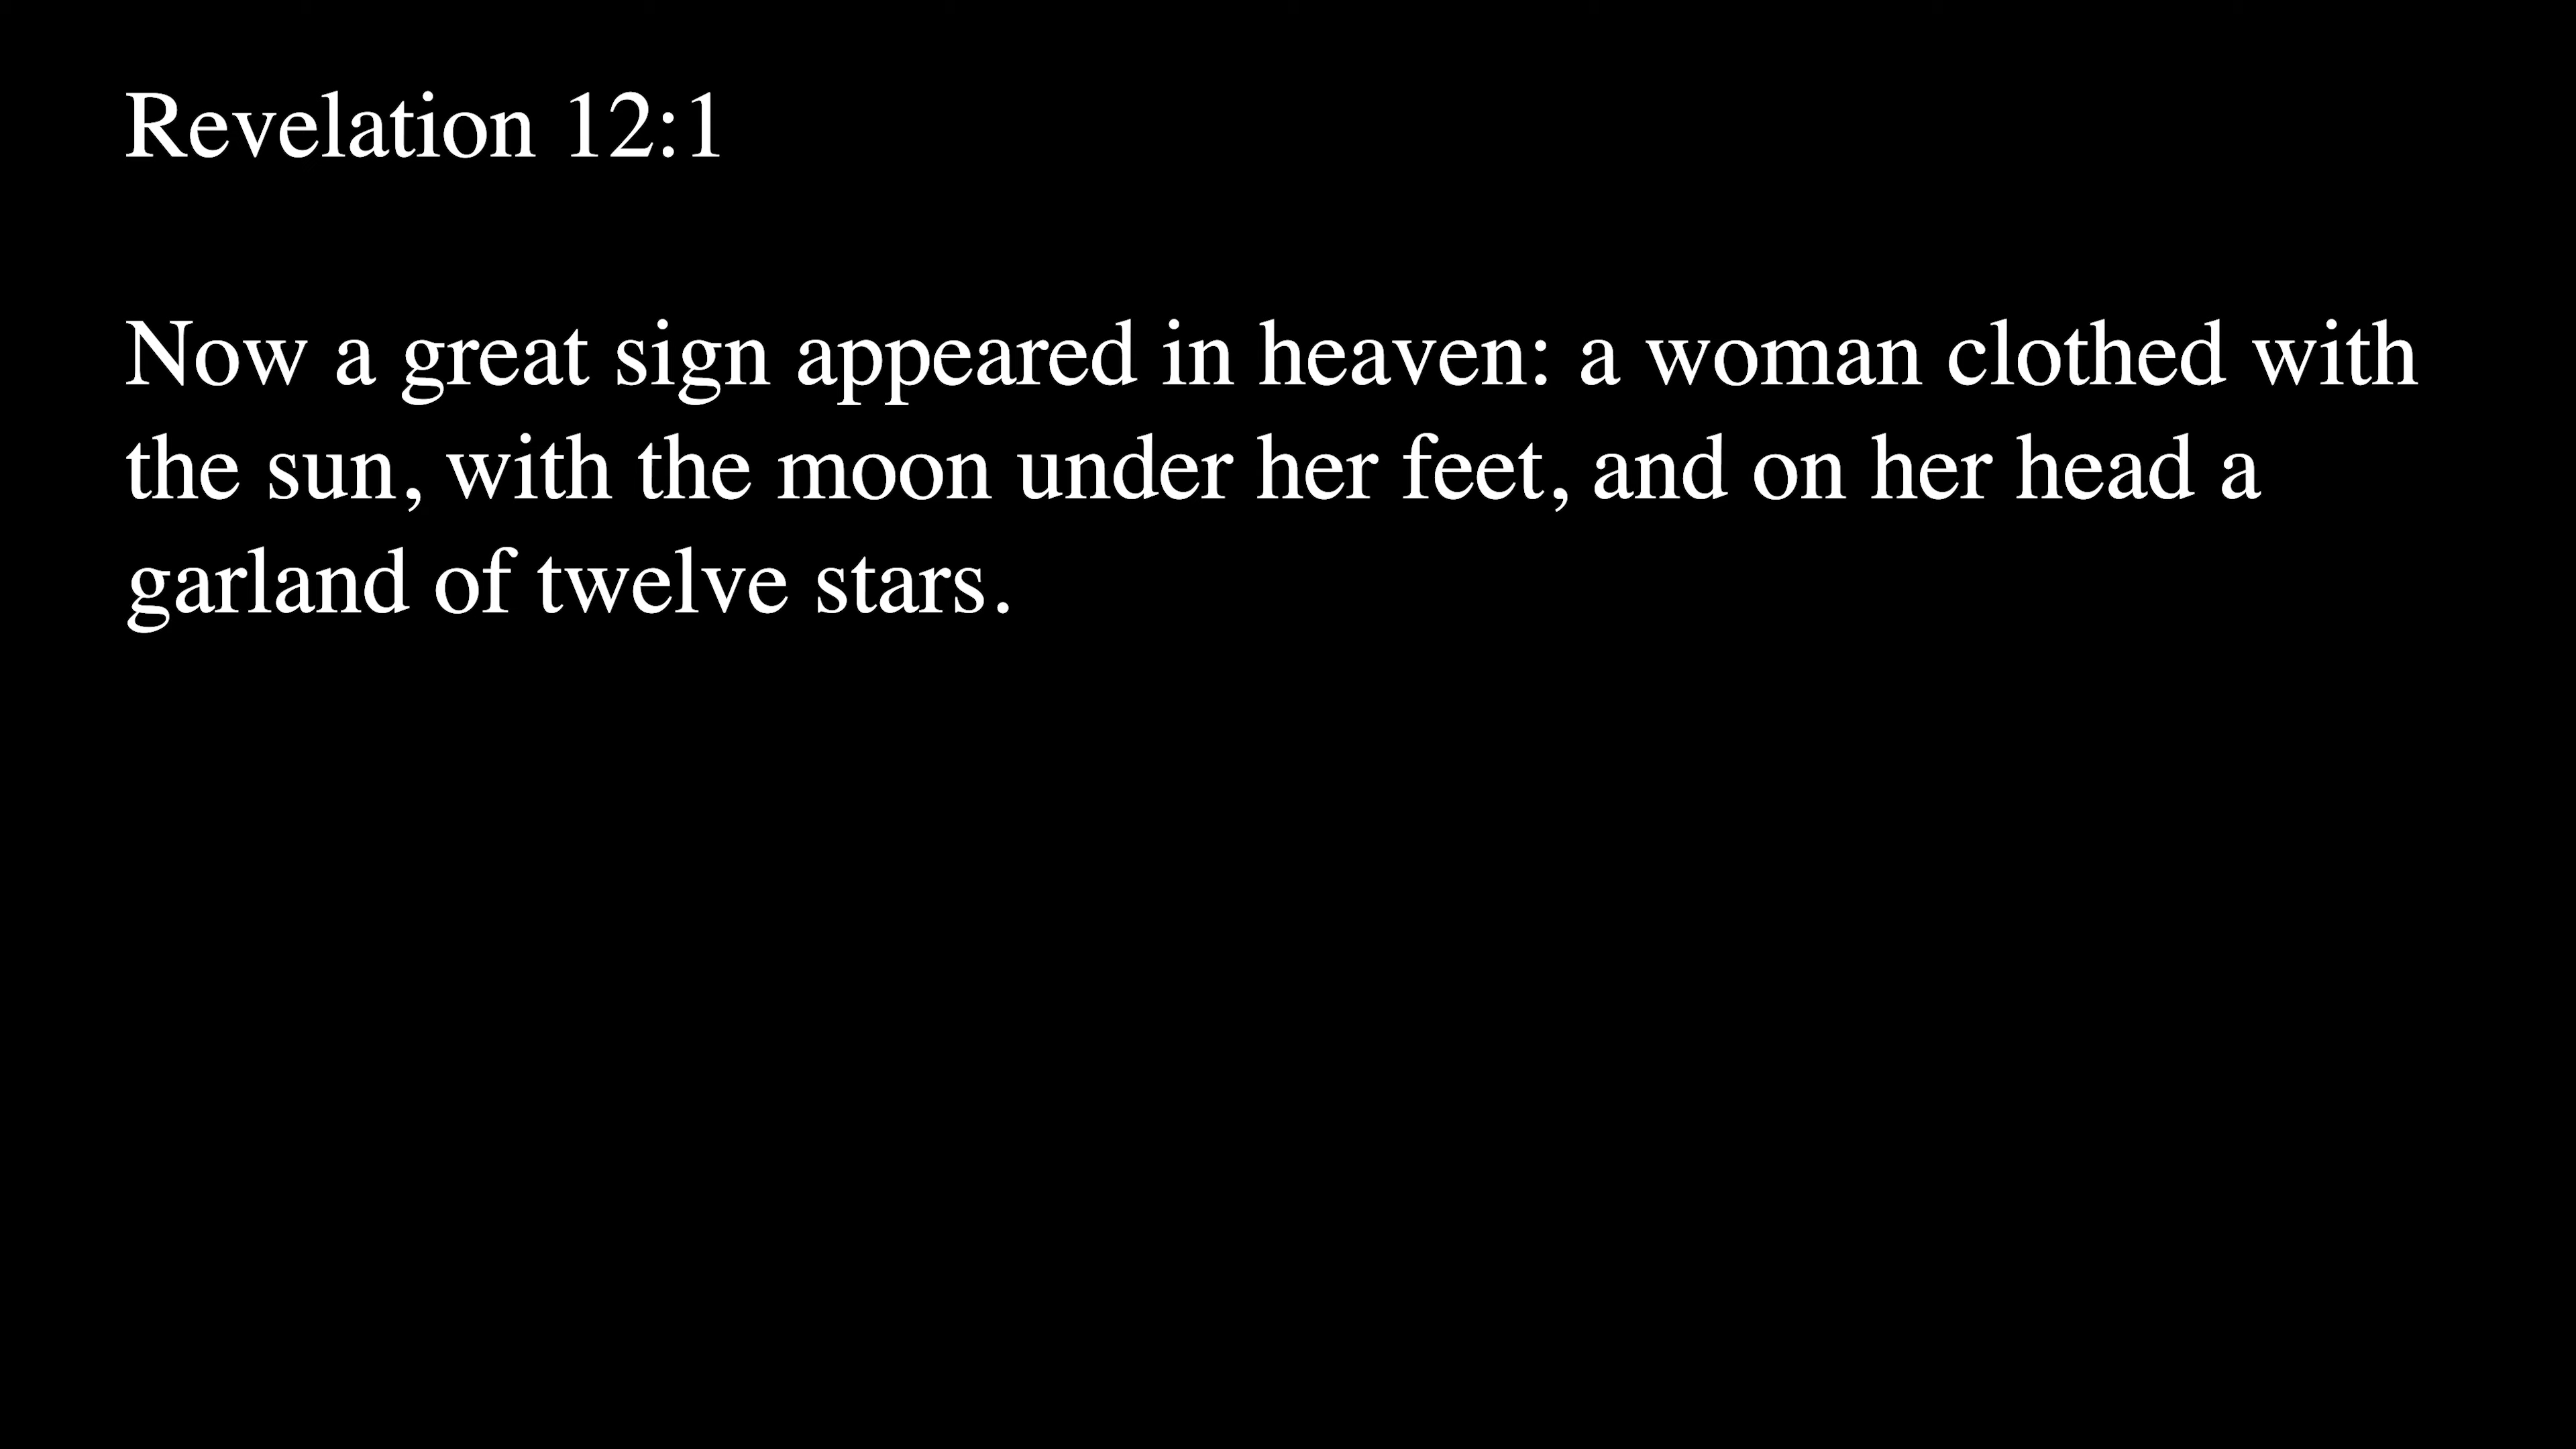 Revelation 12:1
Now a great sign appeared in heaven: a woman clothed with
the sun, with the moon under her feet, and on her head a
garland of twelve stars.